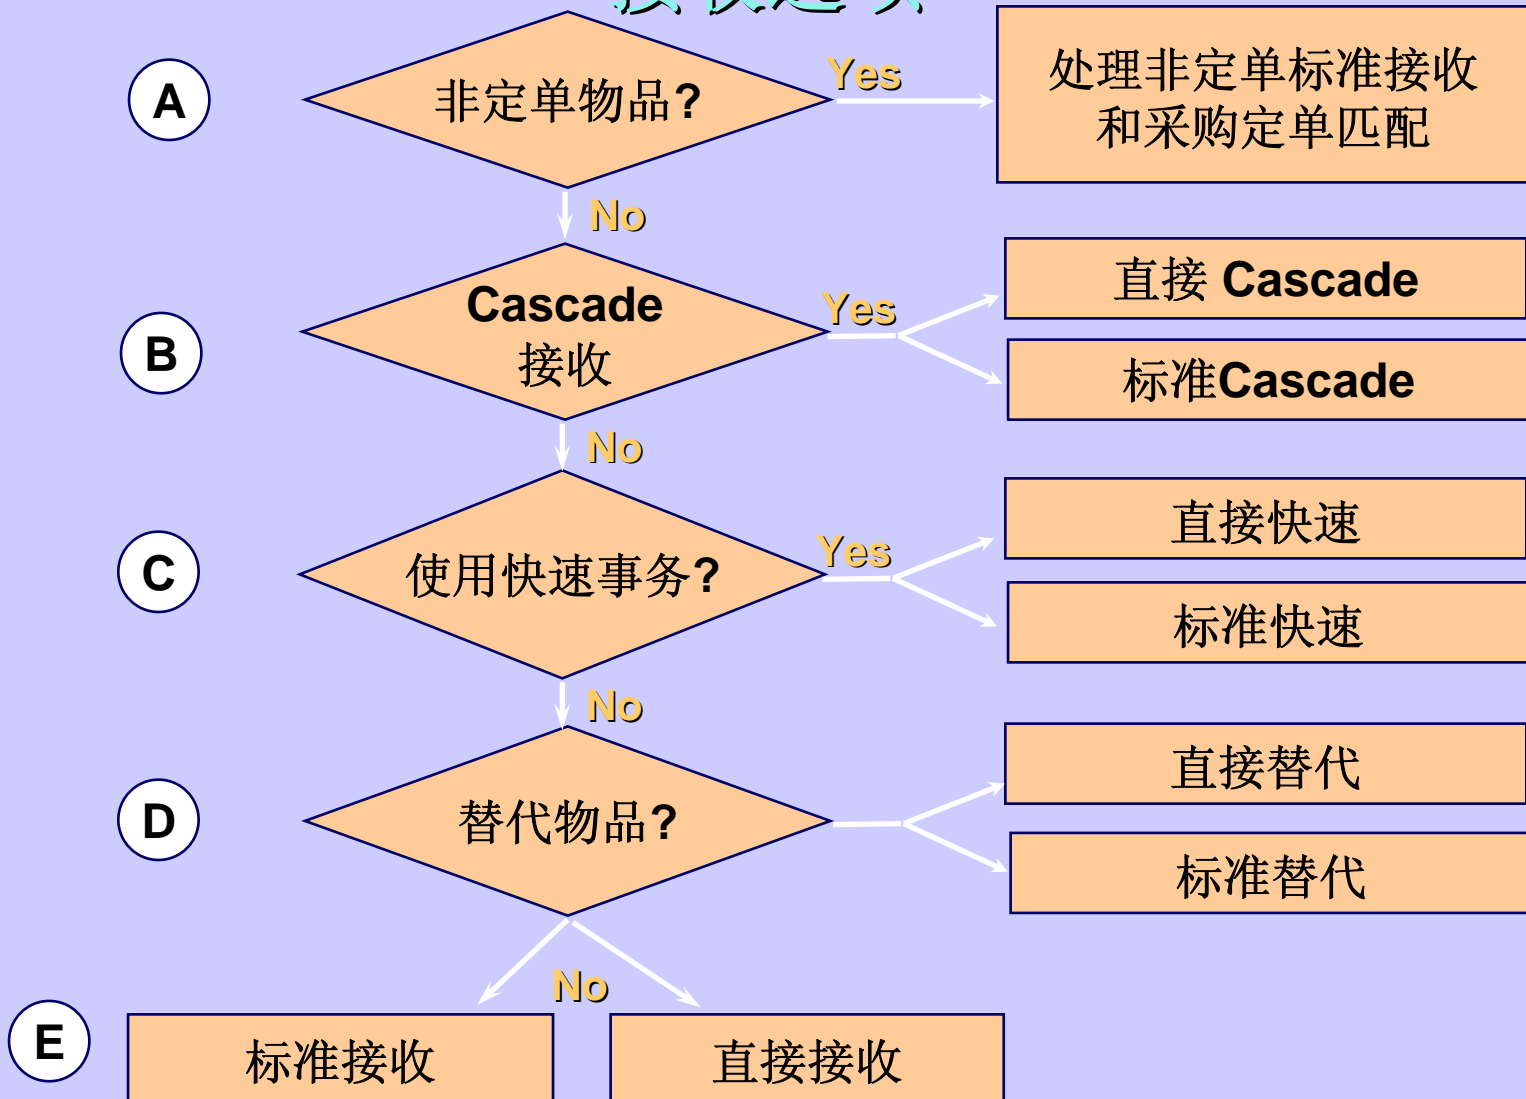 接收选项
A
非定单物品?
Yes
处理非定单标准接收
和采购定单匹配
No
B
Cascade
接收
Yes
直接 Cascade
标准Cascade
No
C
使用快速事务?
Yes
直接快速
标准快速
No
D
替代物品?
直接替代
标准替代
No
E
标准接收
直接接收